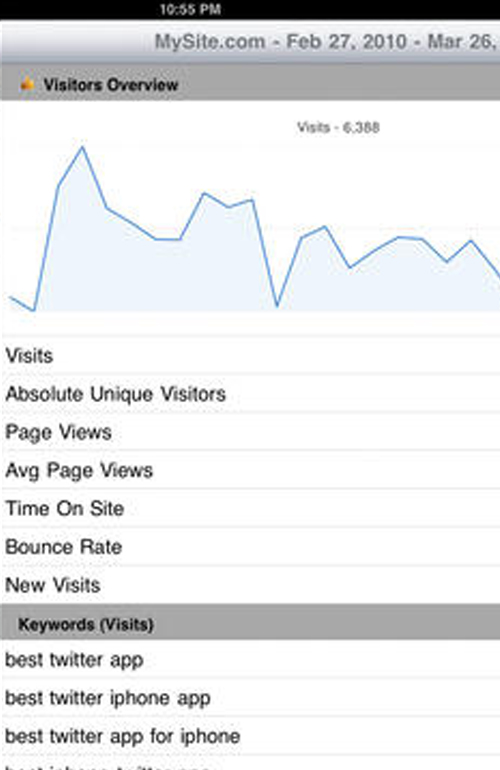 10:55 PM
MySite.com - Feb 27, 2010 - Mar 26,
Visitors Overview
Visits - 6,388
Visits
Absolute Unique Visitors
Page Views
Avg Page Views
Time On Site
Bounce Rate
New Visits
Keywords (Visits)
best twitter app
best twitter iphone app
best twitter app for iphone